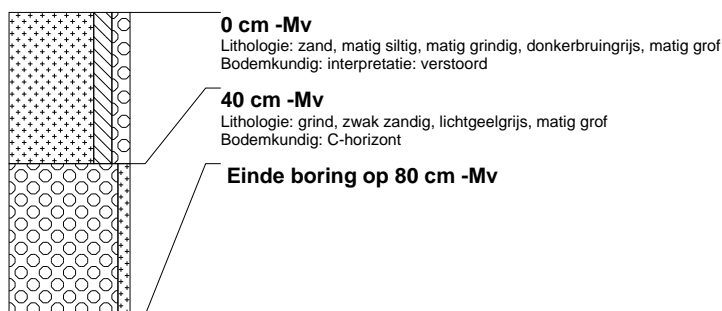 0 cm -Mv
Lithologie: zand, matig siltig, matig grindig, donkerbruingrijs, matig grof
Bodemkundig: interpretatie: verstoord
40 cm -Mv
Lithologie: grind, zwak zandig, lichtgeelgrijs, matig grof
Bodemkundig: C-horizont
Einde boring op 80 cm -Mv